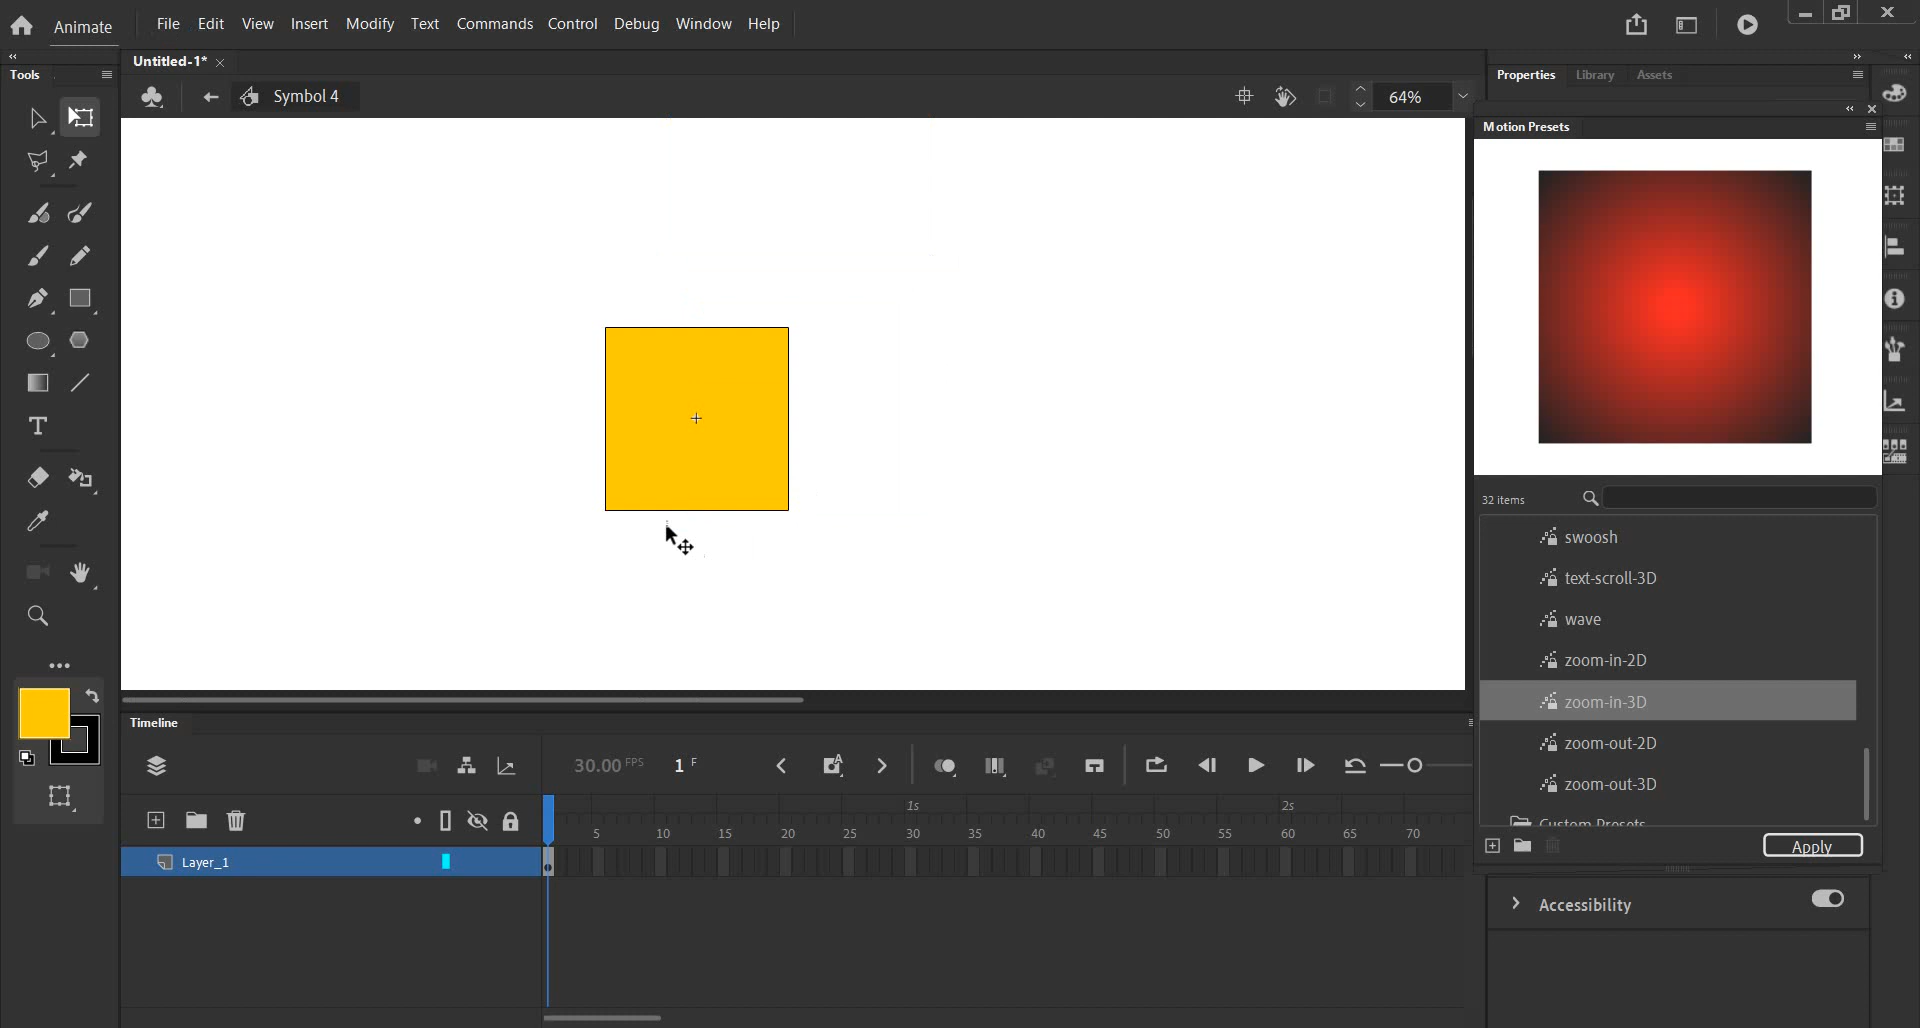 Animate File Edit View Insert Modify Text Commands Control Debug Window Help
Tools
Untitled-1*
Symbol 4
64%
Properties Library Assets
Motion Presets
32 items
swoosh
text-scroll-3D
wave
zoom-in-2D
zoom-in-3D
zoom-out-2D
zoom-out-3D
Custom Presets
Apply
Accessibility
T
Timeline
30.00 FPS 1 F
1s 2s
5 10 15 20 25 30 35 40 45 50 55 60 65 70
Layer_1